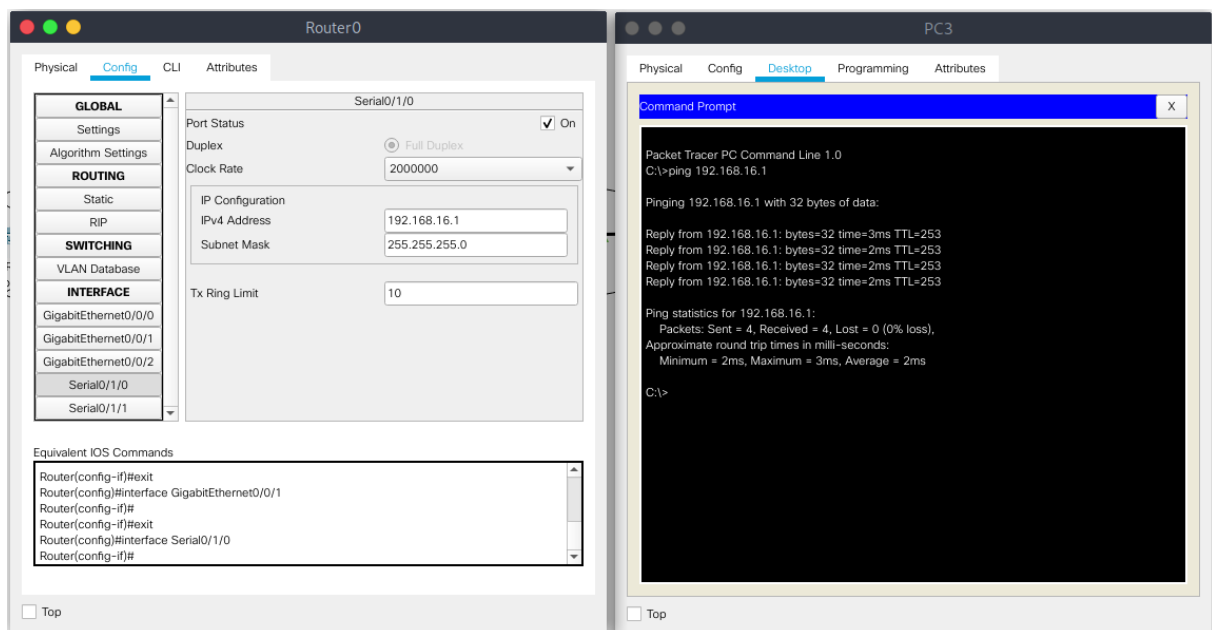 Router0
Physical Config CLI Attributes
GLOBAL
Settings
Algorithm Settings
ROUTING
Static
RIP
SWITCHING
VLAN Database
INTERFACE
GigabitEthernet0/0/0
GigabitEthernet0/0/1
GigabitEthernet0/0/2
Serial0/1/0
Serial0/1/1
Serial0/1/0
Port Status On
Duplex Full Duplex
Clock Rate 2000000
IP Configuration
IPv4 Address 192.168.16.1
Subnet Mask 255.255.255.0
Tx Ring Limit 10
Equivalent IOS Commands
Router(config-if)#exit
Router(config)#interface GigabitEthernet0/0/1
Router(config-if)#
Router(config-if)#exit
Router(config)#interface Serial0/1/0
Router(config-if)#
Top
PC3
Physical Config Desktop Programming Attributes
Command Prompt X
Packet Tracer PC Command Line 1.0
C:\>ping 192.168.16.1
Pinging 192.168.16.1 with 32 bytes of data:
Reply from 192.168.16.1: bytes=32 time=3ms TTL=253
Reply from 192.168.16.1: bytes=32 time=2ms TTL=253
Reply from 192.168.16.1: bytes=32 time=2ms TTL=253
Reply from 192.168.16.1: bytes=32 time=2ms TTL=253
Ping statistics for 192.168.16.1:
Packets: Sent = 4, Received = 4, Lost = 0 (0% loss),
Approximate round trip times in milli-seconds:
Minimum = 2ms, Maximum = 3ms, Average = 2ms
C:\>
Top